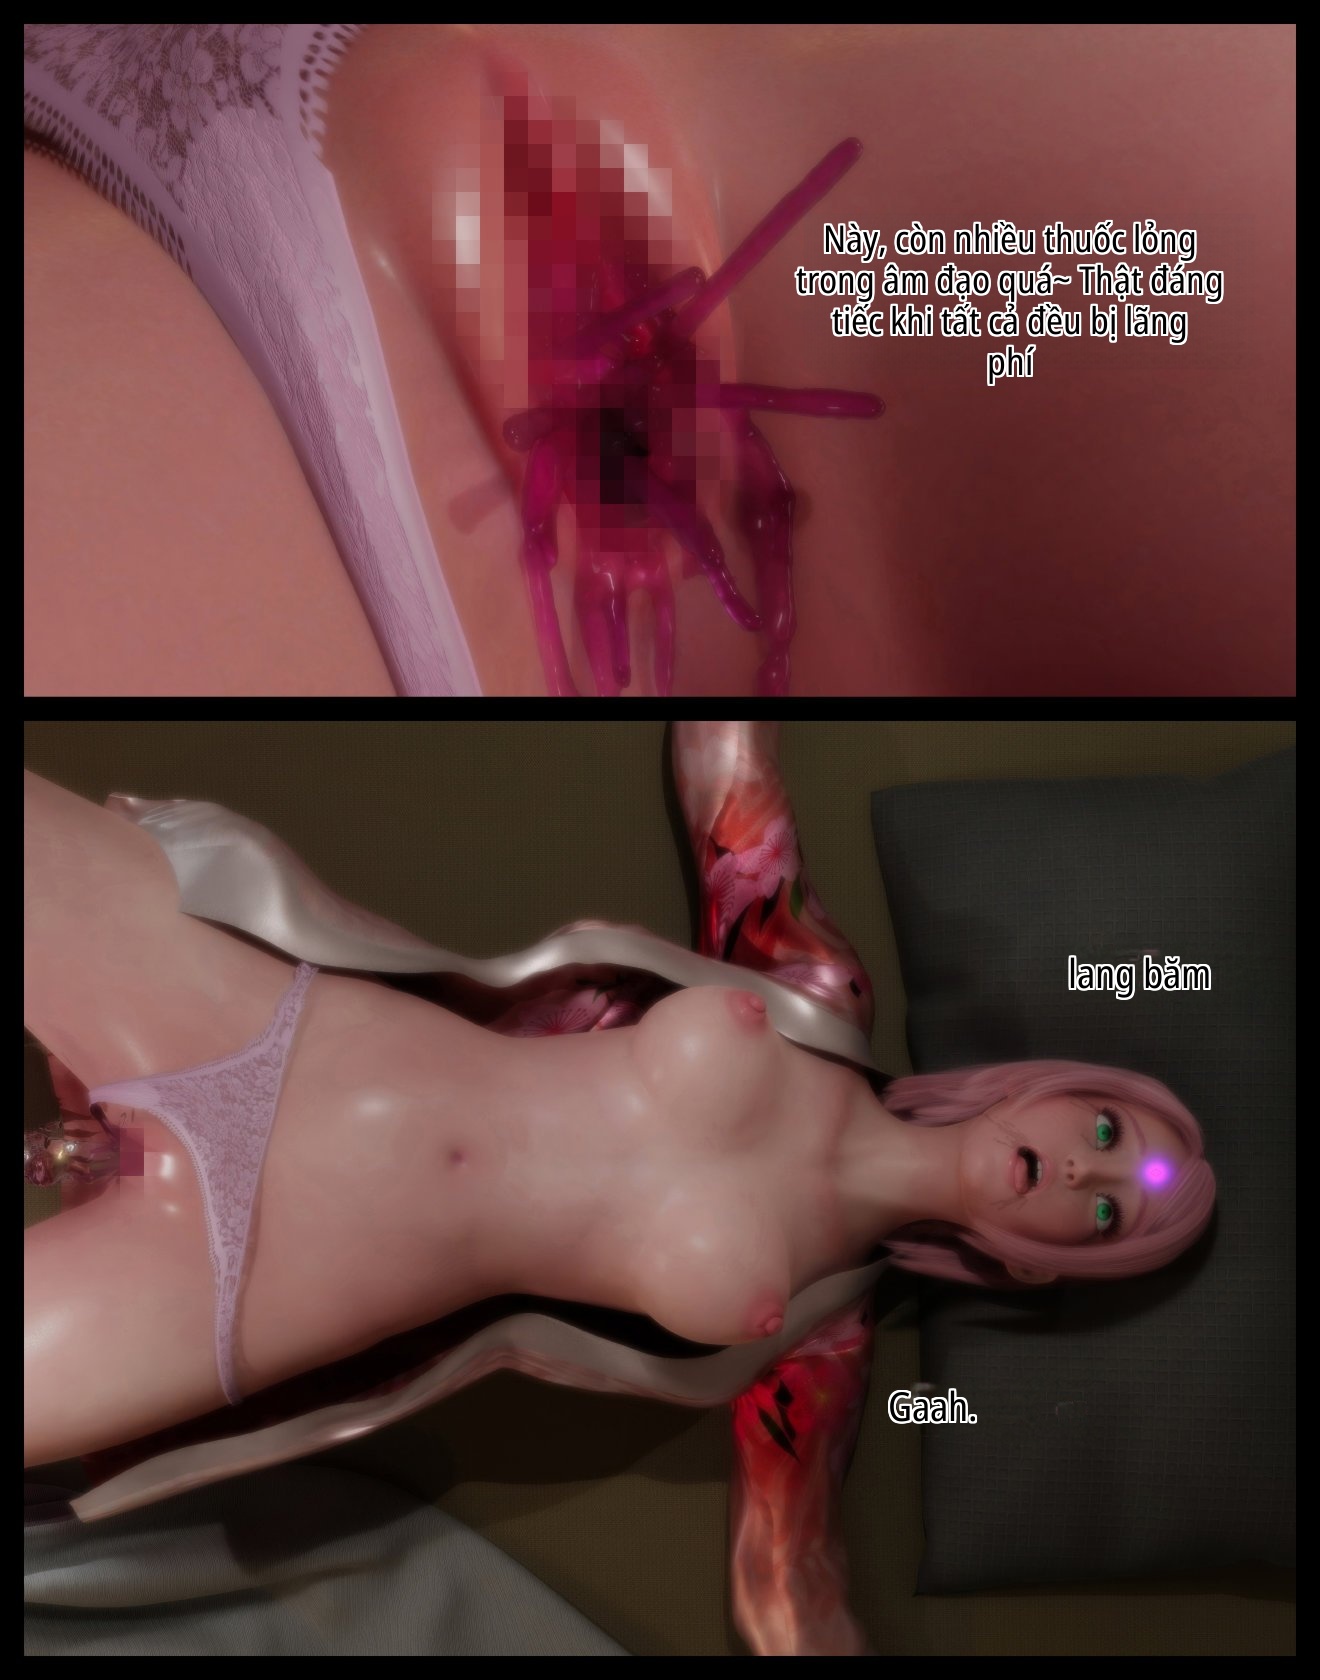 Này, còn nhiều thuốc lỏng
trong âm đạo quá~ Thật đáng
tiếc khi tất cả đều bị lãng
phí
lang băm
Gaah.